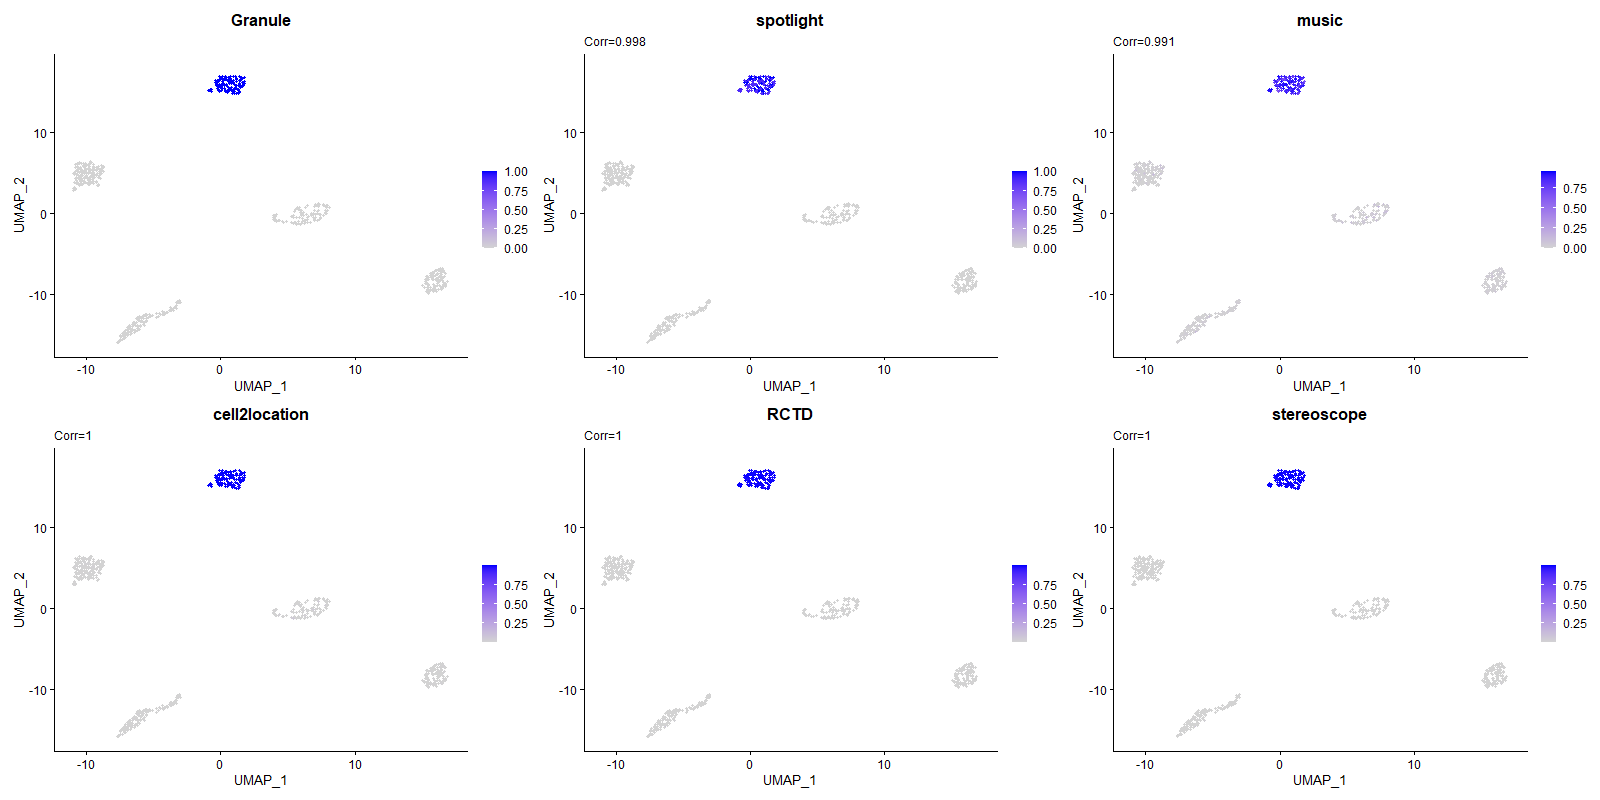 Granule
UMAP_2
10
0
-10
-10
0
10
UMAP_1
1.00
0.75
0.50
0.25
0.00
spotlight
Corr=0.998
UMAP_2
10
0
-10
-10
0
10
UMAP_1
1.00
0.75
0.50
0.25
0.00
music
Corr=0.991
UMAP_2
10
0
-10
-10
0
10
UMAP_1
0.75
0.50
0.25
0.00
cell2location
Corr=1
UMAP_2
10
0
-10
-10
0
10
UMAP_1
0.75
0.50
0.25
RCTD
Corr=1
UMAP_2
10
0
-10
-10
0
10
UMAP_1
0.75
0.50
0.25
stereoscope
Corr=1
UMAP_2
10
0
-10
-10
0
10
UMAP_1
0.75
0.50
0.25